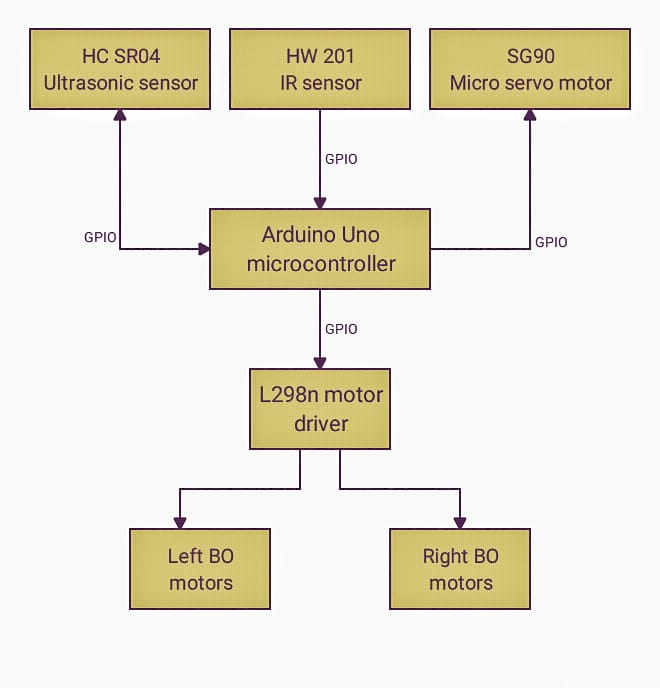 HC SR04
Ultrasonic sensor
HW 201
IR sensor
SG90
Micro servo motor
GPIO
GPIO
GPIO
Arduino Uno
microcontroller
GPIO
L298n motor
driver
Left BO
motors
Right BO
motors